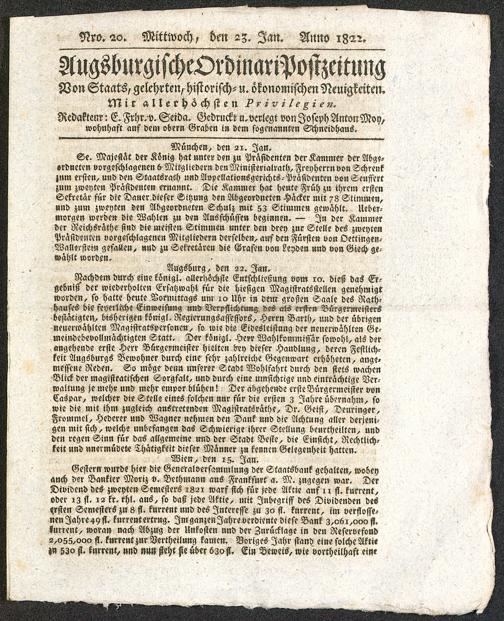 Nro. 20. Mittwoch, den 23. Jan. Anno 1822.
Augsburgische Ordinari Postzeitung
Von Staats, gelehrten, historisch- u. ökonomischen Neuigkeiten.
Mit allerhöchsten Privilegien.
Redakteur: E. Frhr. v. Seida. Gedruckt u. verlegt von Joseph Anton Moy,
wohnhaft auf dem obern Graben in dem sogenannten Schneidhaus.
München, den 21. Jan.
Se. Majestät der König hat unter den zu Präsidenten der Kammer der Abge-
ordneten vorgeschlagenen 6 Mitgliedern den Ministerialrath, Freyherrn von Schrenk
zum ersten, und den Staatsrath und Appellationsgerichts-Präsidenten von Seuffert
zum zweyten Präsidenten ernannt. Die Kammer hat heute Früh zu ihrem ersten
Sekretär für die Dauer dieser Sitzung den Abgeordneten Häcker mit 78 Stimmen,
und zum zweyten den Abgeordneten Schulz mit 53 Stimmen gewählt. Ueber-
morgen werden die Wahlen zu den Ausschüssen beginnen. — In der Kammer
der Reichsräthe sind die meisten Stimmen unter den drey zur Stelle des zweyten
Präsidenten vorgeschlagenen Mitgliedern derselben, auf den Fürsten von Oettingen-
Wallerstein gefallen, und zu Sekretären die Grafen von Leyden und von Giech ge-
wählt worden.
Augsburg, den 22. Jan.
Nachdem durch eine königl. allerhöchste Entschließung vom 10. dieß das Er-
gebniß der wiederholten Ersatzwahl für die hiesigen Magistratsstellen genehmigt
worden, so hatte heute Vormittags um 10 Uhr in dem großen Saale des Rath-
hauses die feyerliche Einweisung und Verpflichtung des als ersten Bürgermeisters
bestätigten, bisherigen königl. Regierungsassessors, Herrn Barth, und der übrigen
neuerwählten Magistratspersonen, so wie die Eidesleistung der neuerwählten Ge-
meindebevollmächtigten Statt. Der königl. Herr Wahlkommissär sowohl, als der
angehende erste Herr Bürgermeister hielten bey dieser Handlung, deren Festlich-
keit Augsburgs Bewohner durch eine sehr zahlreiche Gegenwart erhöheten, ange-
messene Reden. So möge denn unserer Stadt Wohlfahrt durch den stets wachen
Blick der magistratischen Sorgfalt, und durch eine umsichtige und einträchtige Ver-
waltung je mehr und mehr empor blühen! Der abgehende erste Bürgermeister von
Caspar, welcher die Stelle eines solchen nur für die ersten 3 Jahre übernahm, so
wie die mit ihm zugleich austretenden Magistratsräthe, Dr. Geist, Deuringer,
Frommel, Hederer und Wagner nehmen den Dank und die Achtung aller derjeni-
gen mit sich, welche unbefangen das Schwierige ihrer Stellung beurtheilten, und
den regen Sinn für das allgemeine und der Stadt Beste, die Einsicht, Rechtlich-
keit und unermüdete Thätigkeit dieser Männer zu kennen Gelegenheit hatten.
Wien, den 15. Jan.
Gestern wurde hier die Generalversammlung der Staatsbank gehalten, wobey
auch der Bankier Moriz v. Bethmann aus Frankfurt a. M. zugegen war. Der
Dividend des zweyten Semesters 1821 warf sich für jede Aktie auf 11 fl. kurrent,
oder 13 fl. 12 kr. rhl. aus, so daß jede Aktie, mit Inbegriff des Dividenden des
ersten Semesters zu 8 fl. kurrent und des Interesse zu 30 fl. kurrent, im verflosse-
nen Jahre 49 fl. kurrent ertrug. Im ganzen Jahre verdiente diese Bank 3,061,000 fl.
kurrent, woran nach Abzug der Unkosten und der Zurücklage in den Reservefond
2,055,000 fl. kurrent zur Vertheilung kamen. Voriges Jahr stand eine solche Aktie
zu 530 fl. kurrent, und nun steht sie über 630 fl. Ein Beweis, wie vortheilhaft eine